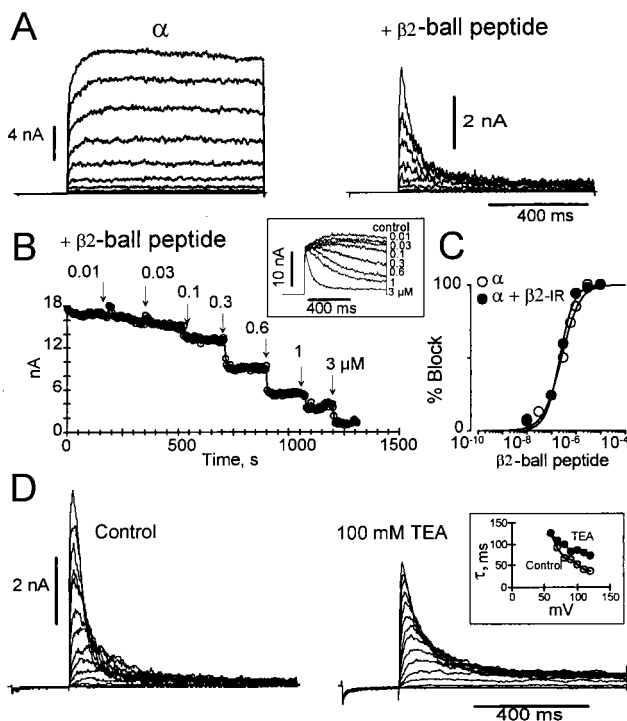 A
α
+ β2-ball peptide
4 nA
2 nA
400 ms
B
+ β2-ball peptide
0.01
0.03
0.1
0.3
0.6
1
3 µM
18
12
6
0
nA
0
500
1000
1500
Time, s
control
0.01
0.03
0.1
0.3
0.6
1
3 µM
10 nA
400 ms
C
α
α + β2-IR
100
0
% Block
10-10
10-8
10-6
10-4
β2-ball peptide
D
Control
100 mM TEA
2 nA
400 ms
150
100
50
0
τ, ms
TEA
Control
0
40
80
120
mV